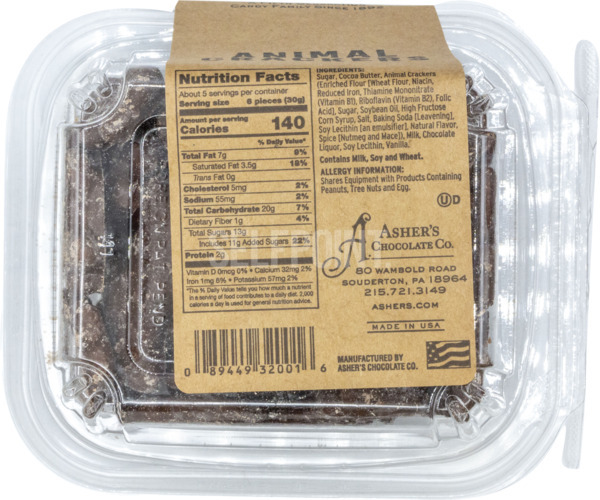 CANDY FAMILY SINCE 1892
ANIMAL
CRACKERS
Nutrition Facts
About 5 servings per container
Serving size 6 pieces (30g)
Amount per serving
Calories 140
% Daily Value*
Total Fat 7g 9%
Saturated Fat 3.5g 18%
Trans Fat 0g
Cholesterol 5mg 2%
Sodium 55mg 2%
Total Carbohydrate 20g 7%
Dietary Fiber 1g 4%
Total Sugars 13g
Includes 11g Added Sugars 22%
Protein 2g
Vitamin D 0mcg 0% • Calcium 32mg 2%
Iron 1mg 8% • Potassium 57mg 2%
*The % Daily Value tells you how much a nutrient
in a serving of food contributes to a daily diet. 2,000
calories a day is used for general nutrition advice.
0 89449 32001 6
INGREDIENTS:
Sugar, Cocoa Butter, Animal Crackers
(Enriched Flour [Wheat Flour, Niacin,
Reduced Iron, Thiamine Mononitrate
(Vitamin B1), Riboflavin (Vitamin B2), Folic
Acid], Sugar, Soybean Oil, High Fructose
Corn Syrup, Salt, Baking Soda [Leavening],
Soy Lecithin [an emulsifier], Natural Flavor,
Spice [Nutmeg and Mace]), Milk, Chocolate
Liquor, Soy Lecithin, Vanilla.
Contains Milk, Soy and Wheat.
ALLERGY INFORMATION:
Shares Equipment with Products Containing
Peanuts, Tree Nuts and Egg.
U D
A.
ASHER'S
CHOCOLATE CO.
80 WAMBOLD ROAD
SOUDERTON, PA 18964
215.721.3149
ASHERS.COM
MADE IN USA
MANUFACTURED BY
ASHER'S CHOCOLATE CO.